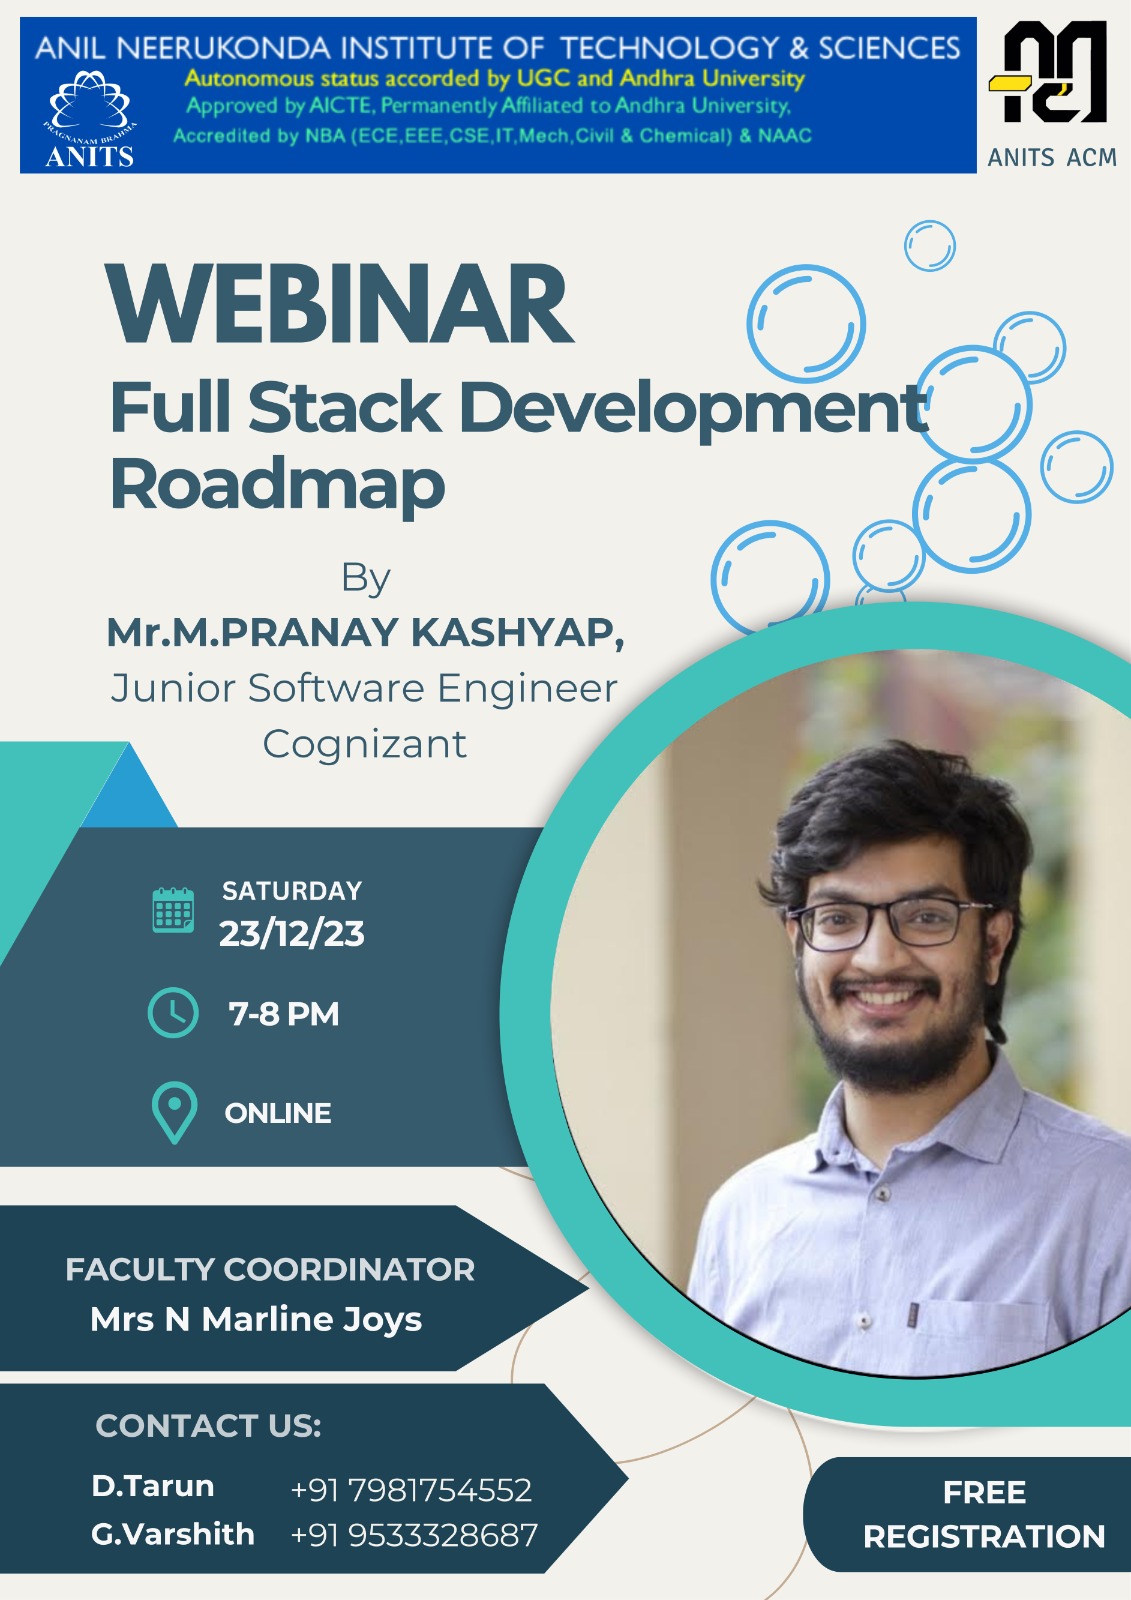 ANIL NEERUKONDA INSTITUTE OF TECHNOLOGY & SCIENCES
Autonomous status accorded by UGC and Andhra University
Approved by AICTE, Permanently Affiliated to Andhra University,
Accredited by NBA (ECE,EEE,CSE,IT,Mech,Civil & Chemical) & NAAC
PRAGNANAM BRAHMA
ANITS
ANITS ACM
WEBINAR
Full Stack Development
Roadmap
By
Mr.M.PRANAY KASHYAP,
Junior Software Engineer
Cognizant
SATURDAY
23/12/23
7-8 PM
ONLINE
FACULTY COORDINATOR
Mrs N Marline Joys
CONTACT US:
D.Tarun +91 7981754552
G.Varshith +91 9533328687
FREE
REGISTRATION